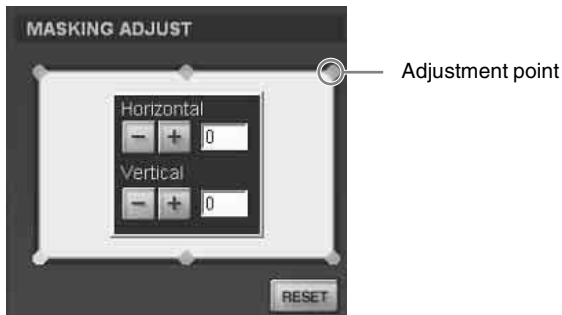 MASKING ADJUST
Adjustment point
Horizontal
− + 0
Vertical
− + 0
RESET